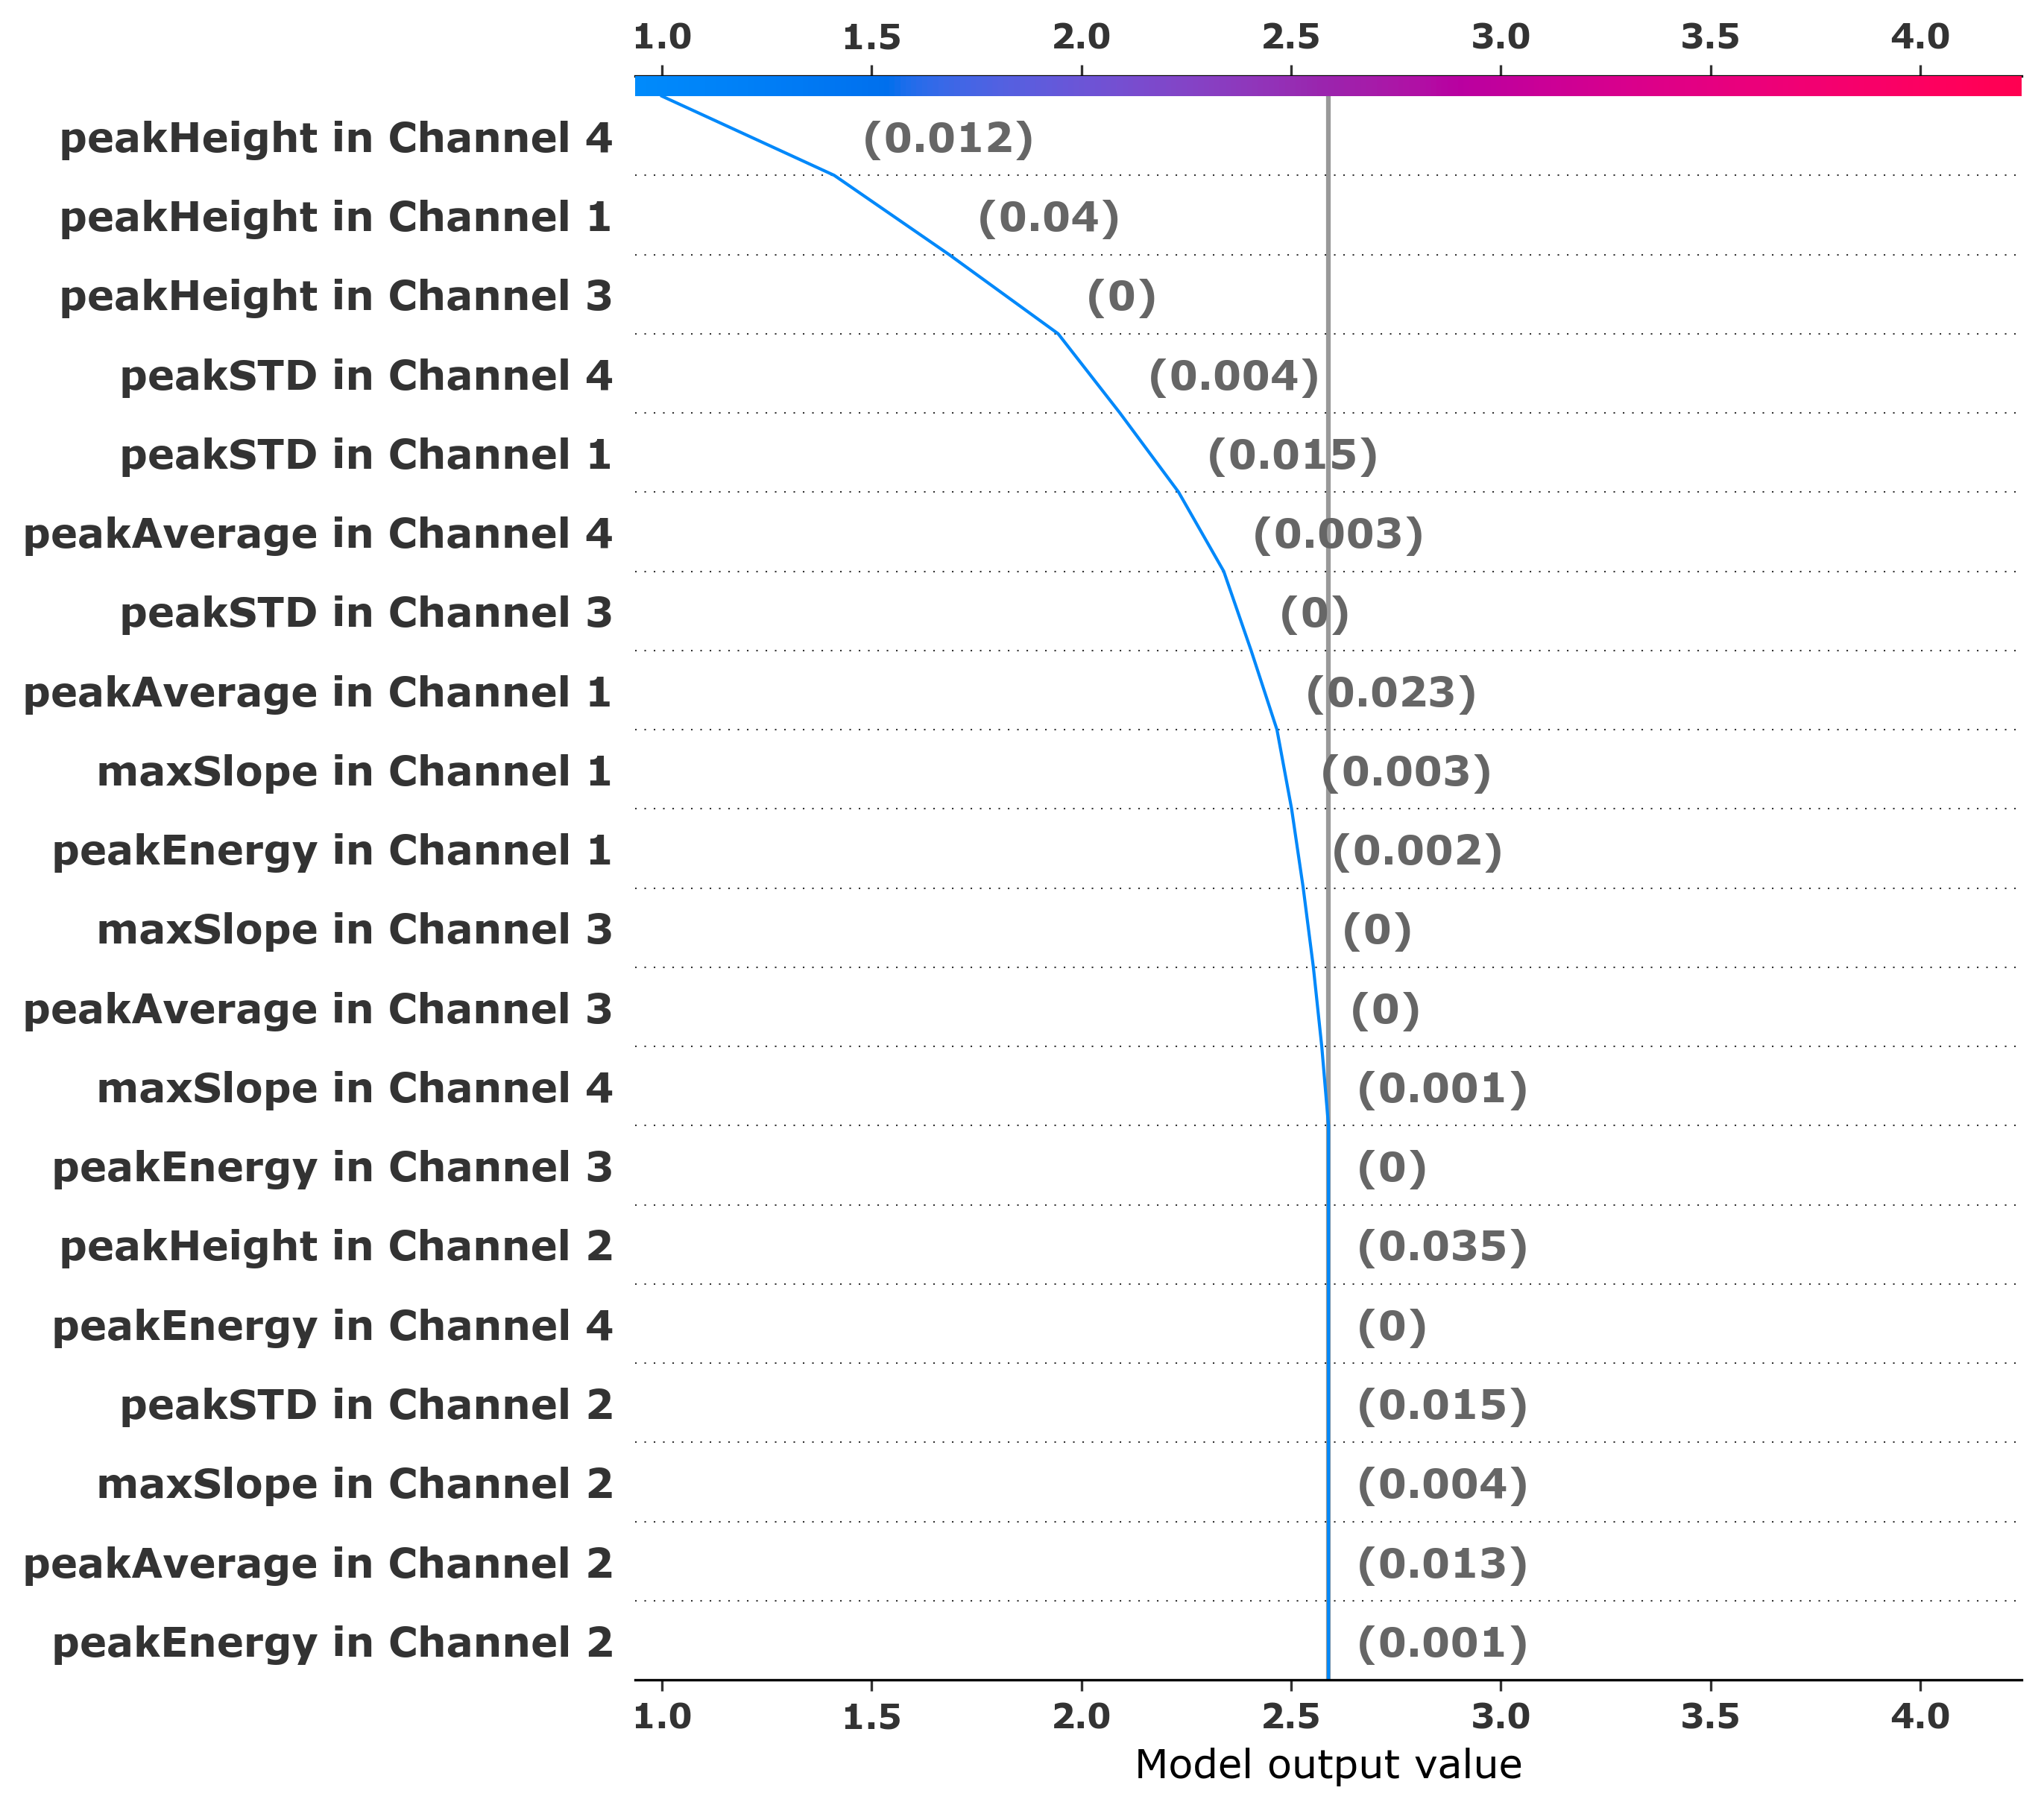 1.0 1.5 2.0 2.5 3.0 3.5 4.0
peakHeight in Channel 4 (0.012)
peakHeight in Channel 1 (0.04)
peakHeight in Channel 3 (0)
peakSTD in Channel 4 (0.004)
peakSTD in Channel 1 (0.015)
peakAverage in Channel 4 (0.003)
peakSTD in Channel 3 (0)
peakAverage in Channel 1 (0.023)
maxSlope in Channel 1 (0.003)
peakEnergy in Channel 1 (0.002)
maxSlope in Channel 3 (0)
peakAverage in Channel 3 (0)
maxSlope in Channel 4 (0.001)
peakEnergy in Channel 3 (0)
peakHeight in Channel 2 (0.035)
peakEnergy in Channel 4 (0)
peakSTD in Channel 2 (0.015)
maxSlope in Channel 2 (0.004)
peakAverage in Channel 2 (0.013)
peakEnergy in Channel 2 (0.001)
1.0 1.5 2.0 2.5 3.0 3.5 4.0
Model output value